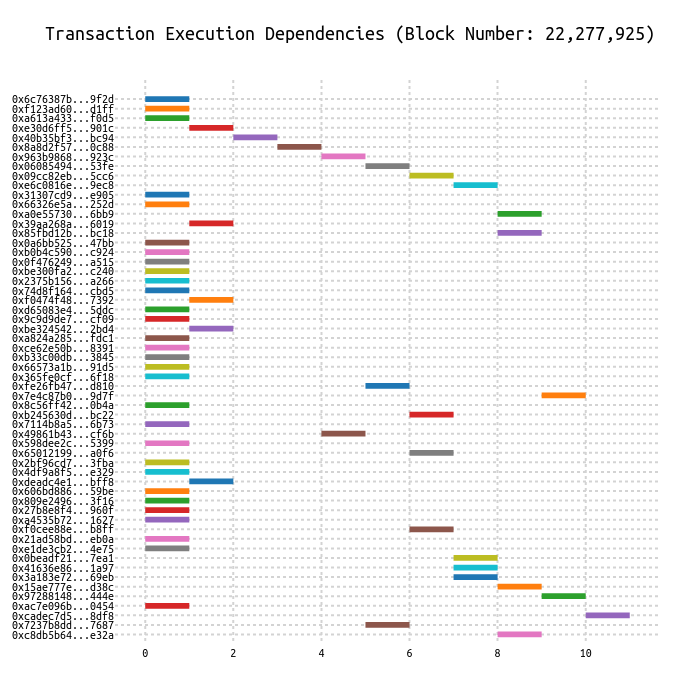 Transaction Execution Dependencies (Block Number: 22,277,925)
0x6c76387b...9f2d
0xf123ad60...d1ff
0xa613a433...f0d5
0xe30d6ff5...901c
0x40b35bf3...bc94
0x8a8d2f57...0c88
0x963b9868...923c
0x06085494...53fe
0x09cc82eb...5cc6
0xe6c0816e...9ec8
0x31307cd9...e905
0x66326e5a...252d
0xa0e55730...6bb9
0x39aa268a...6019
0x85fbd12b...bc18
0x0a6bb525...47bb
0xb0b4c590...c924
0x0f476249...a515
0xbe300fa2...c240
0x2375b156...a266
0x74d8f164...cbd5
0xf0474f48...7392
0xd65083e4...5ddc
0x9c9d9de7...cf09
0xbe324542...2bd4
0xa824a285...fdc1
0xce62e50b...8391
0xb33c00db...3845
0x66573a1b...91d5
0x365fe0cf...6f18
0xfe26fb47...d810
0x7e4c87b0...9d7f
0x8c56ff42...0b4a
0xb245630d...bc22
0x7114b8a5...6b73
0x49861b43...cf6b
0x598dee2c...5399
0x65012199...a0f6
0x2bf96cd7...3fba
0x4df9a8f5...e329
0xdeadc4e1...bff8
0x606bd886...59be
0x809e2496...3f16
0x27b8e8f4...960f
0xa4535b72...1627
0xf0cee88e...b8ff
0x21ad58bd...eb0a
0xe1de3cb2...4e75
0x0beadf21...7ea1
0x41636e86...1a97
0x3a183e72...69eb
0x15ae777e...d38c
0x97288148...444e
0xac7e096b...0454
0xcadec7d5...8df8
0x7237b8dd...7687
0xc8db5b64...e32a
0 2 4 6 8 10